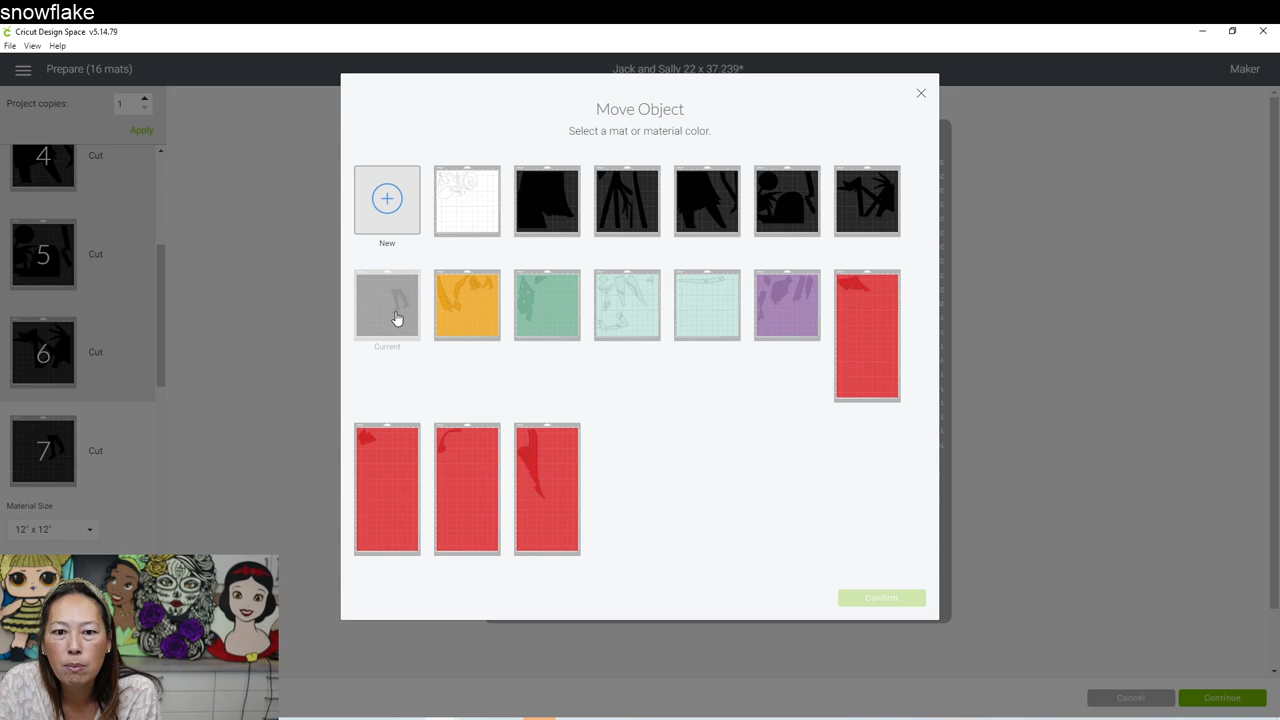 snowflake
Cricut Design Space v5.14.79
File View Help
Prepare (16 mats)
Jack and Sally 22 x 37.239*
Maker
Project copies:
1
Apply
4
Cut
5
Cut
6
Cut
7
Cut
Material Size
12" x 12"
Move Object
Select a mat or material color.
New
Current
Confirm
Cancel
Continue